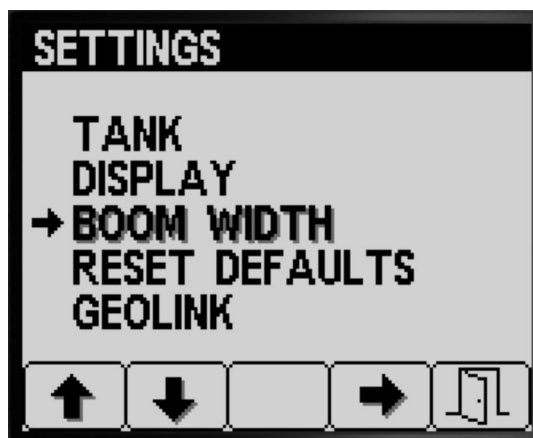 SETTINGS
TANK
DISPLAY
BOOM WIDTH
RESET DEFAULTS
GEOLINK